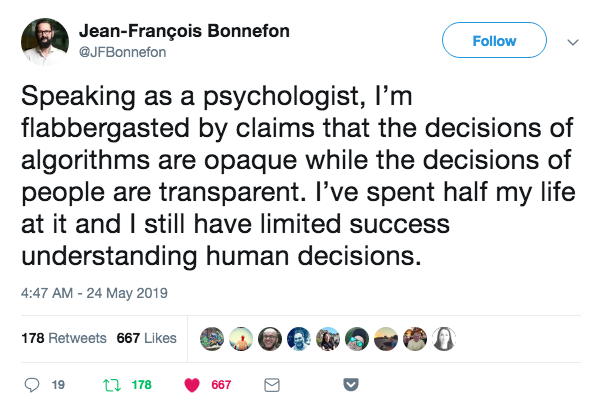 Jean-François Bonnefon
@JFBonnefon
Follow
Speaking as a psychologist, I’m
flabbergasted by claims that the decisions of
algorithms are opaque while the decisions of
people are transparent. I’ve spent half my life
at it and I still have limited success
understanding human decisions.
4:47 AM - 24 May 2019
178 Retweets 667 Likes
19 178 667